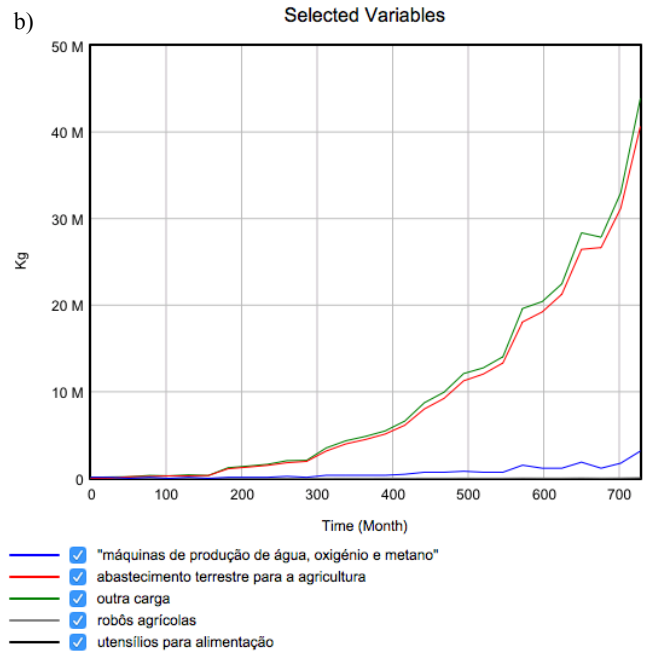 b)
Selected Variables
50 M
40 M
30 M
20 M
10 M
0
Kg
0 100 200 300 400 500 600 700
Time (Month)
"máquinas de produção de água, oxigénio e metano"
abastecimento terrestre para a agricultura
outra carga
robôs agrícolas
utensílios para alimentação